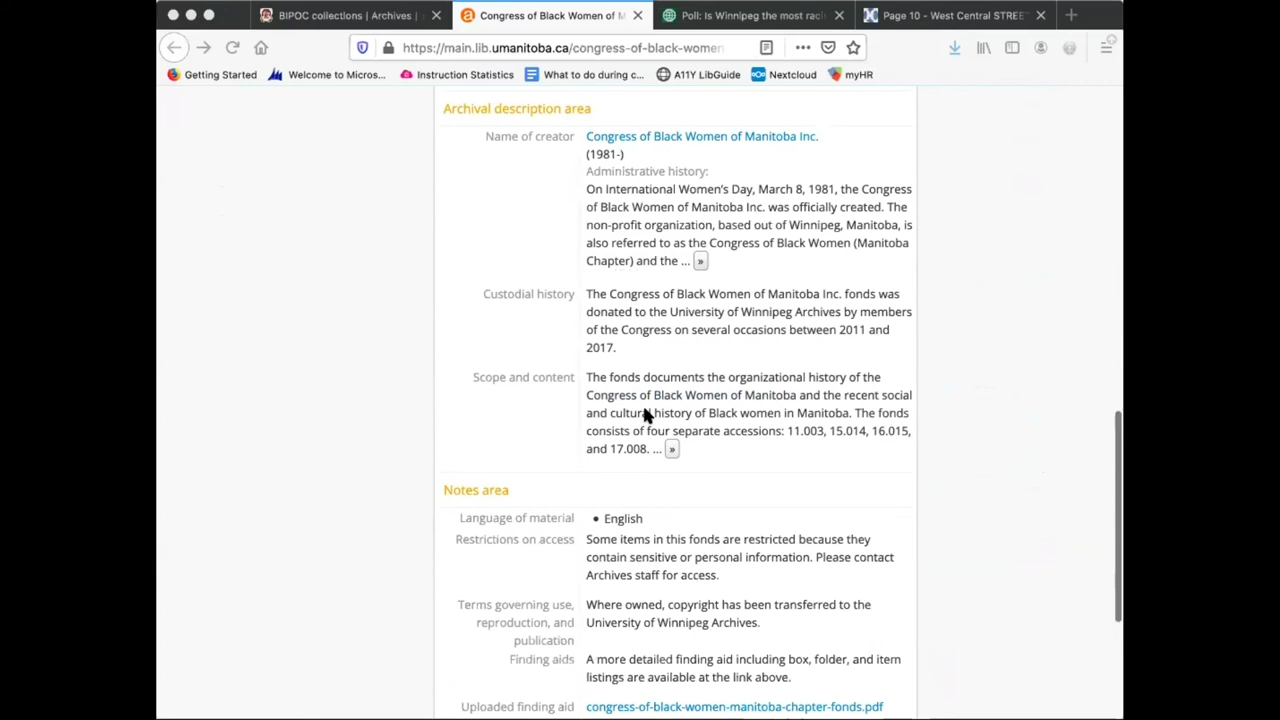 BIPOC collections | Archives |
Congress of Black Women of M
Poll: Is Winnipeg the most raci
Page 10 - West Central STREE
https://main.lib.umanitoba.ca/congress-of-black-women
Getting Started Welcome to Micros... Instruction Statistics What to do during c... A11Y LibGuide Nextcloud myHR
Archival description area
Name of creator
Congress of Black Women of Manitoba Inc.
(1981-)
Administrative history:
On International Women's Day, March 8, 1981, the Congress
of Black Women of Manitoba Inc. was officially created. The
non-profit organization, based out of Winnipeg, Manitoba, is
also referred to as the Congress of Black Women (Manitoba
Chapter) and the ... »
Custodial history
The Congress of Black Women of Manitoba Inc. fonds was
donated to the University of Winnipeg Archives by members
of the Congress on several occasions between 2011 and
2017.
Scope and content
The fonds documents the organizational history of the
Congress of Black Women of Manitoba and the recent social
and cultural history of Black women in Manitoba. The fonds
consists of four separate accessions: 11.003, 15.014, 16.015,
and 17.008. ... »
Notes area
Language of material
• English
Restrictions on access
Some items in this fonds are restricted because they
contain sensitive or personal information. Please contact
Archives staff for access.
Terms governing use,
reproduction, and
publication
Where owned, copyright has been transferred to the
University of Winnipeg Archives.
Finding aids
A more detailed finding aid including box, folder, and item
listings are available at the link above.
Uploaded finding aid
congress-of-black-women-manitoba-chapter-fonds.pdf